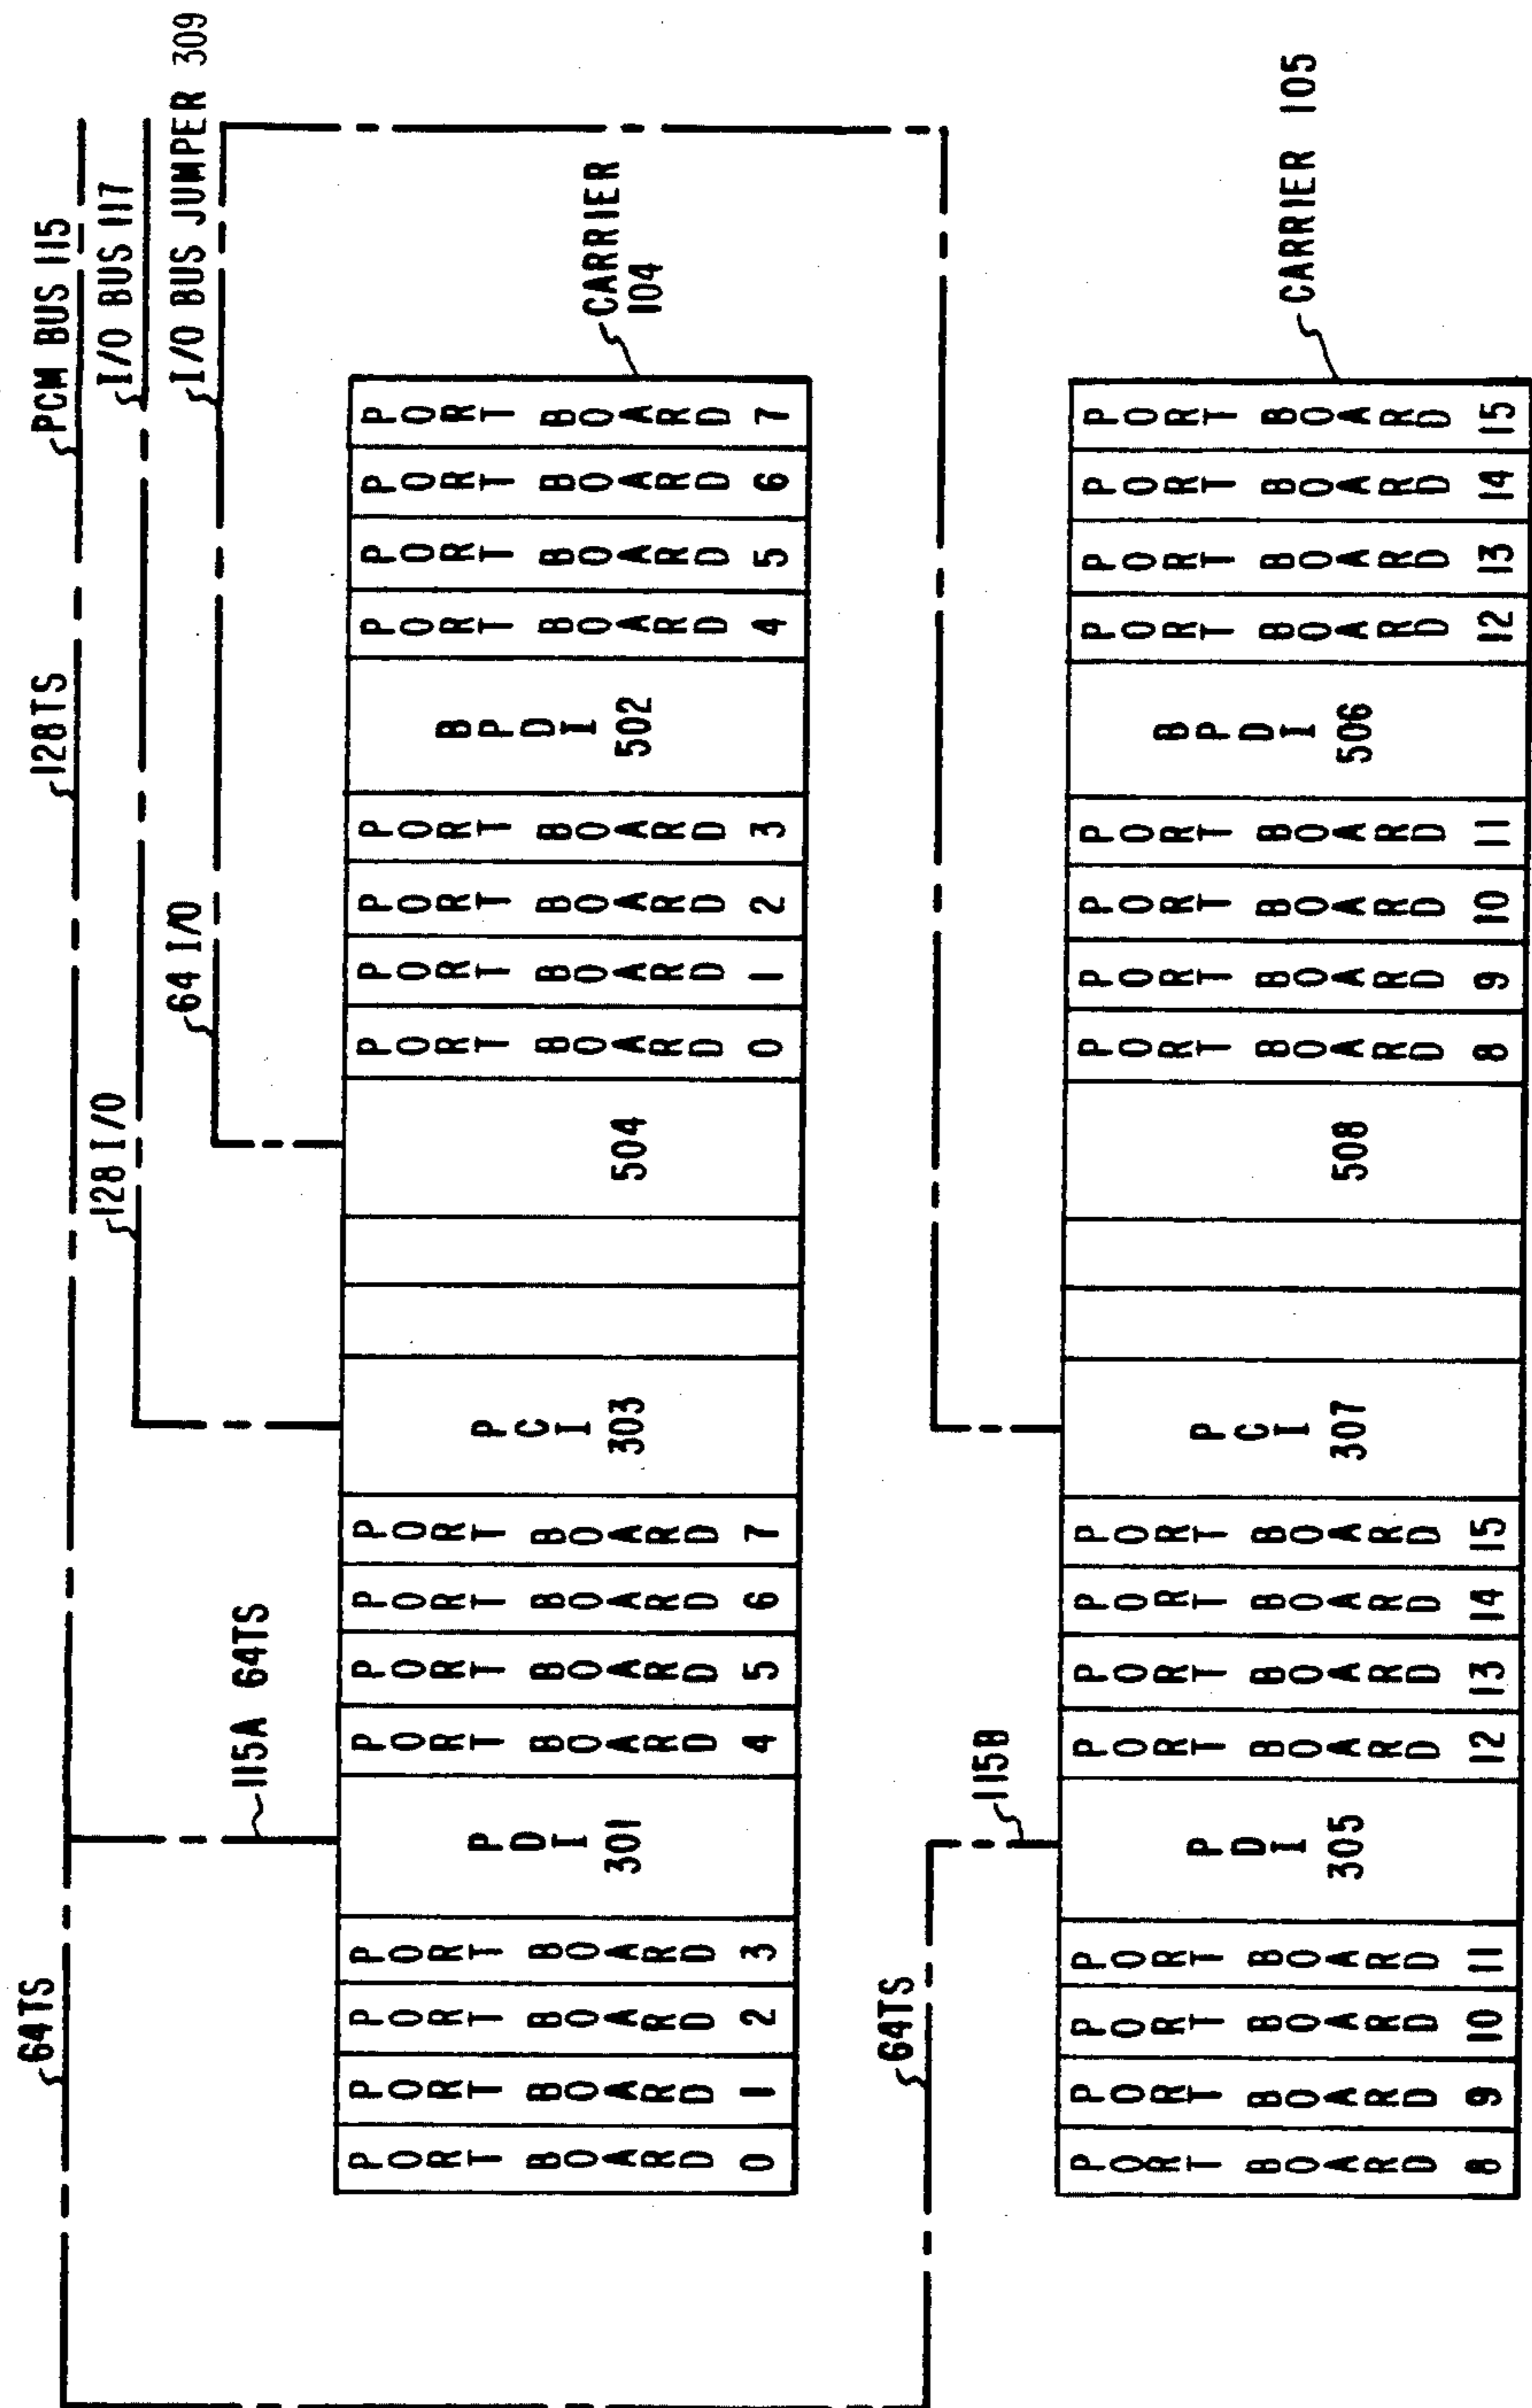 PCM BUS 115
128TS
64TS
I/O BUS 117
128 I/O
I/O BUS JUMPER 309
64 I/O
115A 64TS
CARRIER
104
PORT BOARD 0
PORT BOARD 1
PORT BOARD 2
PORT BOARD 3
PDI 301
PORT BOARD 4
PORT BOARD 5
PORT BOARD 6
PORT BOARD 7
PCI 303
504
PORT BOARD 0
PORT BOARD 1
PORT BOARD 2
PORT BOARD 3
BPDI 502
PORT BOARD 4
PORT BOARD 5
PORT BOARD 6
PORT BOARD 7
64TS
115B
CARRIER 105
PORT BOARD 8
PORT BOARD 9
PORT BOARD 10
PORT BOARD 11
PDI 305
PORT BOARD 12
PORT BOARD 13
PORT BOARD 14
PORT BOARD 15
PCI 307
508
PORT BOARD 8
PORT BOARD 9
PORT BOARD 10
PORT BOARD 11
BPDI 506
PORT BOARD 12
PORT BOARD 13
PORT BOARD 14
PORT BOARD 15